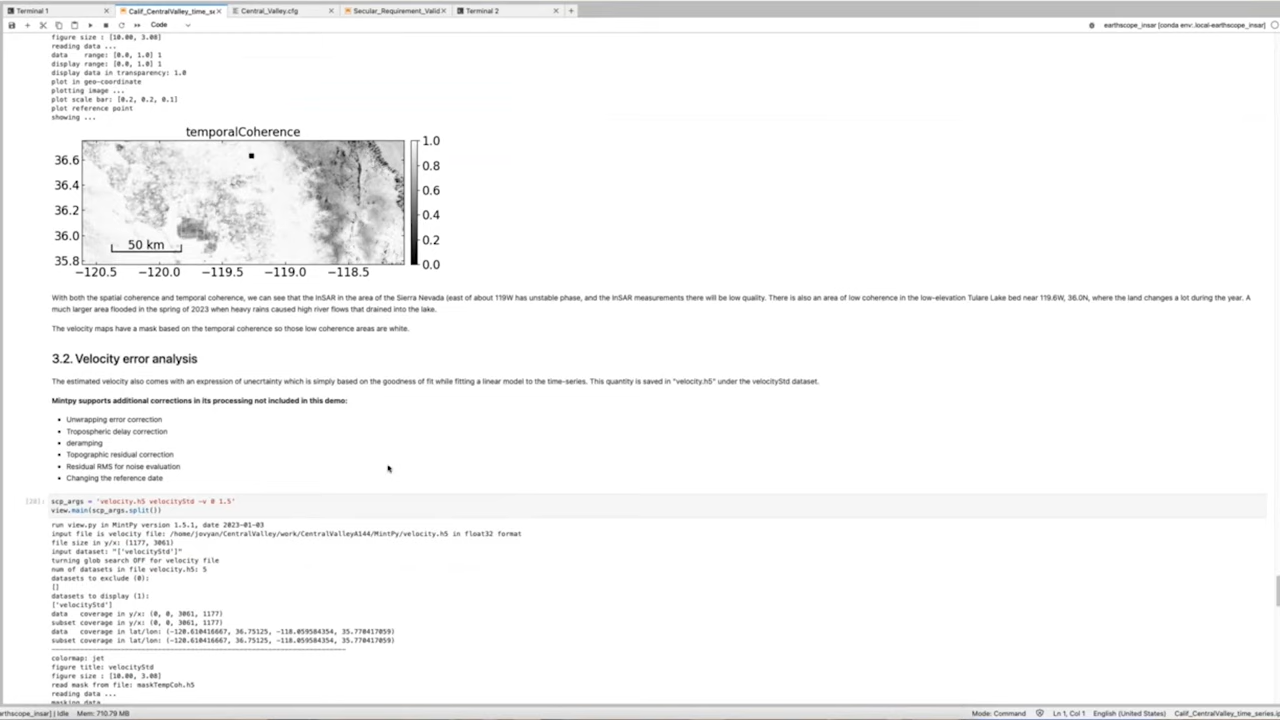 Terminal 1
Calif_CentralValley_time_se
Central_Valley.cfg
Secular_Requirement_Valid
Terminal 2
Code
earthscope_insar [conda env:.local-earthscope_insar]
figure size : [10.00, 3.08]
reading data ...
data    range: [0.0, 1.0] 1
display range: [0.0, 1.0] 1
display data in transparency: 1.0
plot in geo-coordinate
plotting image ...
plot scale bar: [0.2, 0.2, 0.1]
plot reference point
showing ...
temporalCoherence
36.6
36.4
36.2
36.0
35.8
50 km
−120.5 −120.0 −119.5 −119.0 −118.5
1.0
0.8
0.6
0.4
0.2
0.0
With both the spatial coherence and temporal coherence, we can see that the InSAR in the area of the Sierra Nevada (east of about 119W has unstable phase, and the InSAR measurements there will be low quality. There is also an area of low coherence in the low-elevation Tulare Lake bed near 119.6W, 36.0N, where the land changes a lot during the year. A
much larger area flooded in the spring of 2023 when heavy rains caused high river flows that drained into the lake.
The velocity maps have a mask based on the temporal coherence so those low coherence areas are white.
3.2. Velocity error analysis
The estimated velocity also comes with an expression of unecrtainty which is simply based on the goodness of fit while fitting a linear model to the time-series. This quantity is saved in "velocity.h5" under the velocityStd dataset.
Mintpy supports additional corrections in its processing not included in this demo:
• Unwrapping error correction
• Tropospheric delay correction
• deramping
• Topographic residual correction
• Residual RMS for noise evaluation
• Changing the reference date
[28]: scp_args = 'velocity.h5 velocityStd -v 0 1.5'
view.main(scp_args.split())
run view.py in MintPy version 1.5.1, date 2023-01-03
input file is velocity file: /home/jovyan/CentralValley/work/CentralValleyA144/MintPy/velocity.h5 in float32 format
file size in y/x: (1177, 3061)
input dataset: "['velocityStd']"
turning glob search OFF for velocity file
num of datasets in file velocity.h5: 5
datasets to exclude (0):
[]
datasets to display (1):
['velocityStd']
data   coverage in y/x: (0, 0, 3061, 1177)
subset coverage in y/x: (0, 0, 3061, 1177)
data   coverage in lat/lon: (-120.610416667, 36.75125, -118.059584354, 35.770417059)
subset coverage in lat/lon: (-120.610416667, 36.75125, -118.059584354, 35.770417059)
colormap: jet
figure title: velocityStd
figure size : [10.00, 3.08]
read mask from file: maskTempCoh.h5
reading data ...
masking data
earthscope_insar] | Idle Mem: 710.79 MB
Mode: Command
Ln 1, Col 1
English (United States)
Calif_CentralValley_time_series.ip